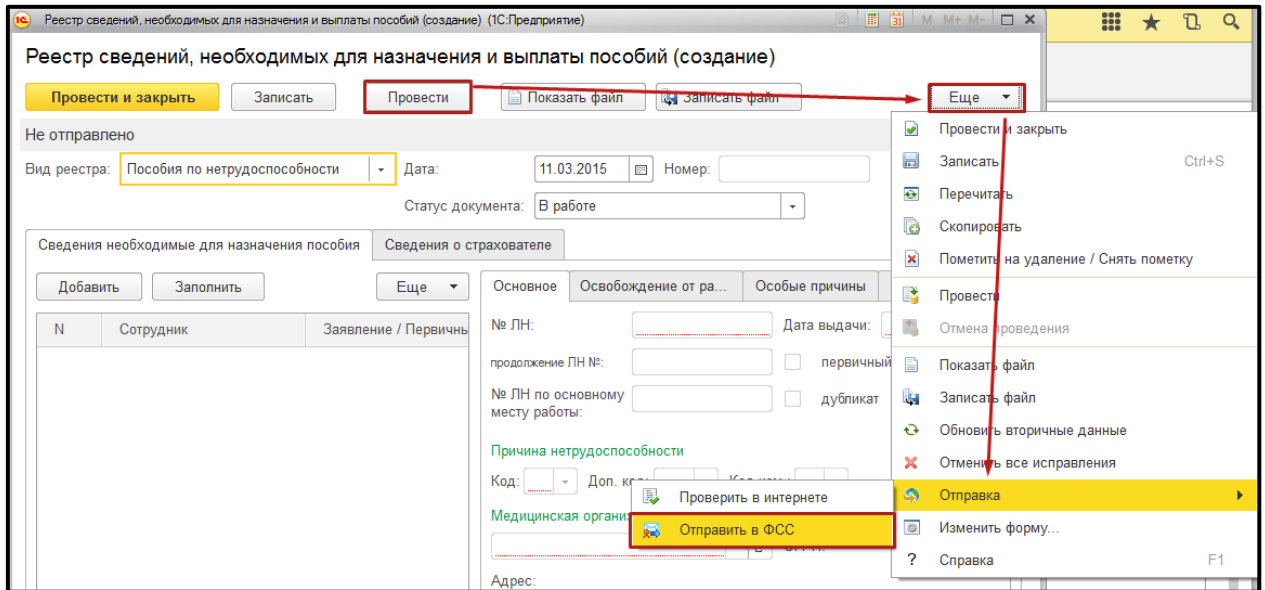 Реестр сведений, необходимых для назначения и выплаты пособий (создание) (1С:Предприятие)
M M+ M-
Реестр сведений, необходимых для назначения и выплаты пособий (создание)
Провести и закрыть Записать Провести Показать файл Записать файл Еще
Не отправлено
Вид реестра: Пособия по нетрудоспособности Дата: 11.03.2015 Номер:
Статус документа: В работе
Сведения необходимые для назначения пособия Сведения о страхователе
Добавить Заполнить Еще
Основное Освобождение от ра... Особые причины
N Сотрудник Заявление / Первичны
№ ЛН: Дата выдачи:
продолжение ЛН №: первичный
№ ЛН по основному
месту работы:
дубликат
Причина нетрудоспособности
Код: Доп. ко
Медицинская органи
Адрес:
Провести и закрыть
Записать Ctrl+S
Перечитать
Скопировать
Пометить на удаление / Снять пометку
Провести
Отмена проведения
Показать файл
Записать файл
Обновить вторичные данные
Отменить все исправления
Отправка
Изменить форму...
? Справка F1
Проверить в интернете
Отправить в ФСС